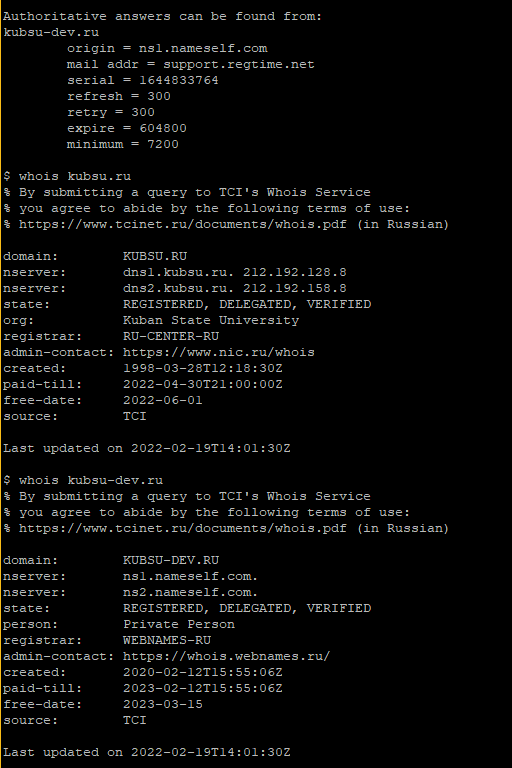 Authoritative answers can be found from:
kubsu-dev.ru
origin = ns1.nameself.com
mail addr = support.regtime.net
serial = 1644833764
refresh = 300
retry = 300
expire = 604800
minimum = 7200
$ whois kubsu.ru
% By submitting a query to TCI's Whois Service
% you agree to abide by the following terms of use:
% https://www.tcinet.ru/documents/whois.pdf (in Russian)
domain: KUBSU.RU
nserver: dns1.kubsu.ru. 212.192.128.8
nserver: dns2.kubsu.ru. 212.192.158.8
state: REGISTERED, DELEGATED, VERIFIED
org: Kuban State University
registrar: RU-CENTER-RU
admin-contact: https://www.nic.ru/whois
created: 1998-03-28T12:18:30Z
paid-till: 2022-04-30T21:00:00Z
free-date: 2022-06-01
source: TCI
Last updated on 2022-02-19T14:01:30Z
$ whois kubsu-dev.ru
% By submitting a query to TCI's Whois Service
% you agree to abide by the following terms of use:
% https://www.tcinet.ru/documents/whois.pdf (in Russian)
domain: KUBSU-DEV.RU
nserver: ns1.nameself.com.
nserver: ns2.nameself.com.
state: REGISTERED, DELEGATED, VERIFIED
person: Private Person
registrar: WEBNAMES-RU
admin-contact: https://whois.webnames.ru/
created: 2020-02-12T15:55:06Z
paid-till: 2023-02-12T15:55:06Z
free-date: 2023-03-15
source: TCI
Last updated on 2022-02-19T14:01:30Z